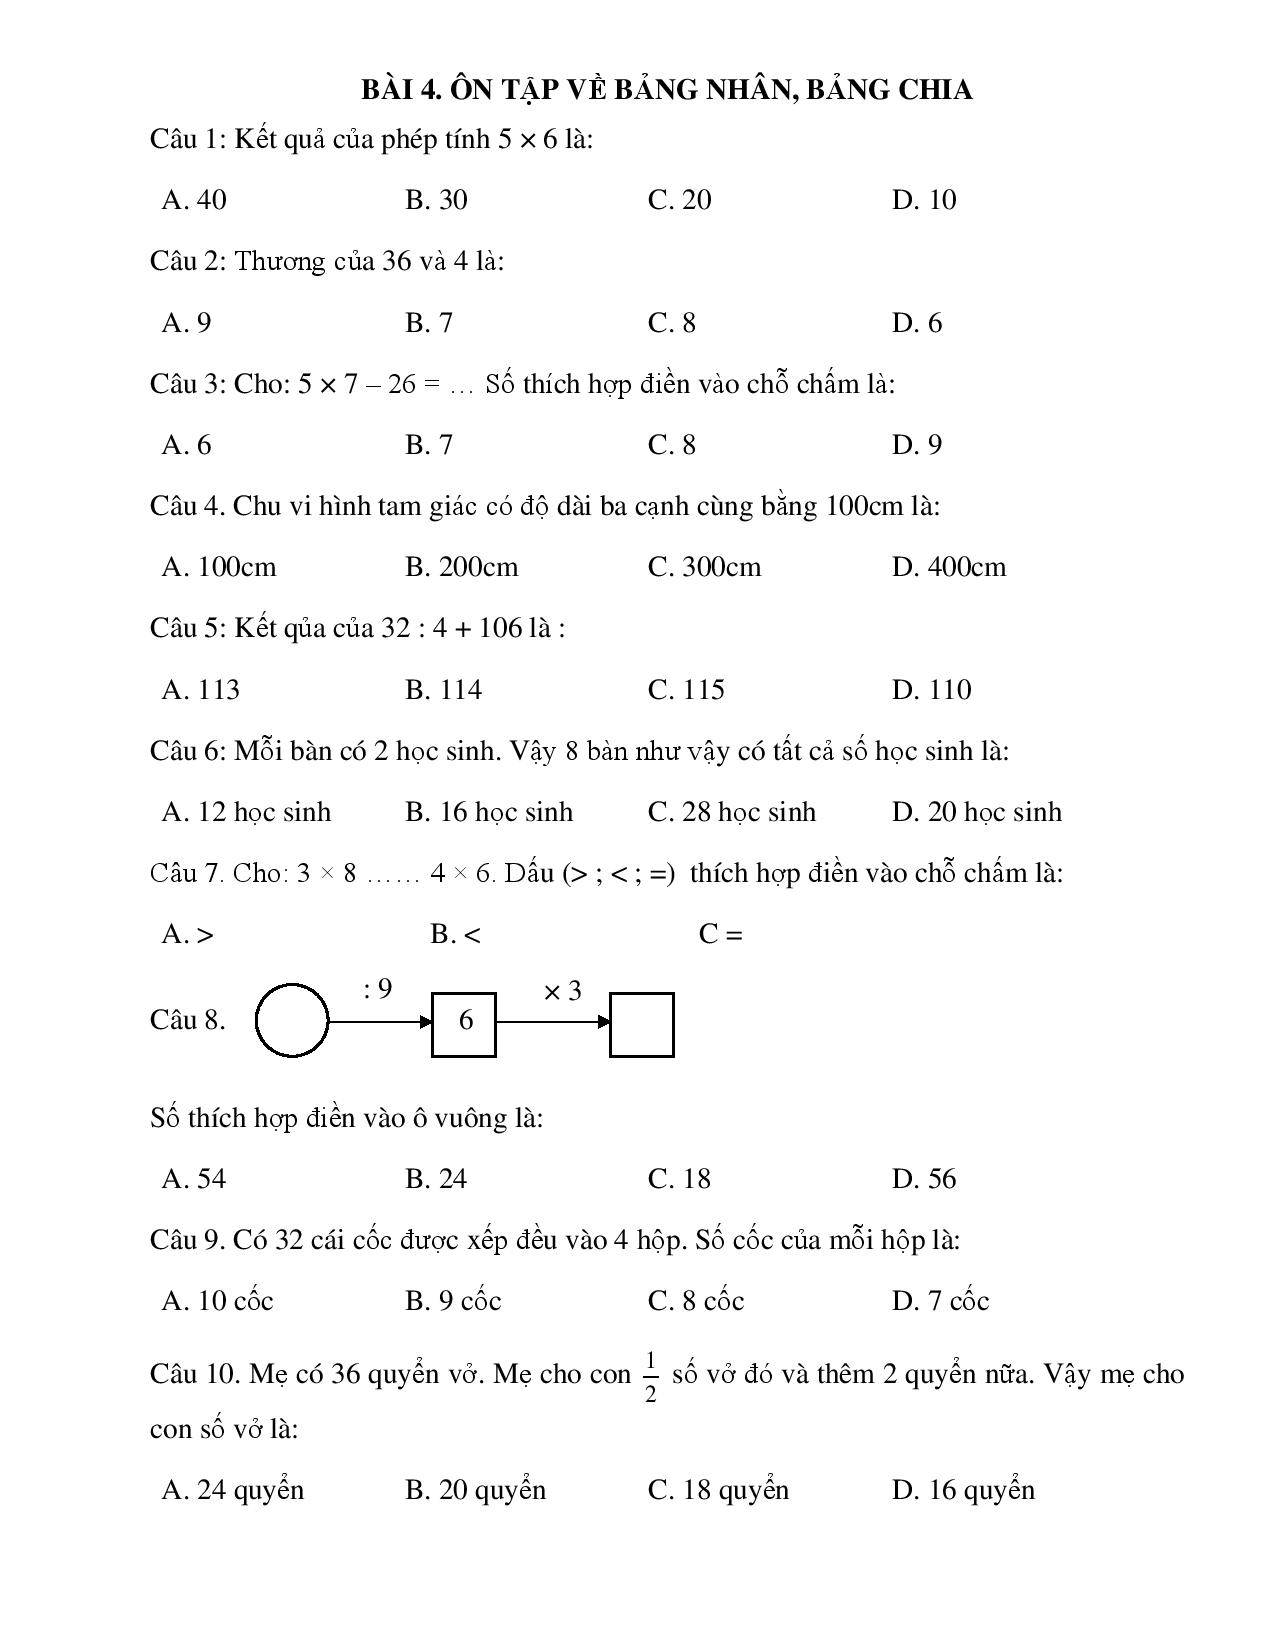 BÀI 4. ÔN TẬP VỀ BẢNG NHÂN, BẢNG CHIA
Câu 1: Kết quả của phép tính 5 × 6 là:
A. 40 B. 30 C. 20 D. 10
Câu 2: Thương của 36 và 4 là:
A. 9 B. 7 C. 8 D. 6
Câu 3: Cho: 5 × 7 – 26 = … Số thích hợp điền vào chỗ chấm là:
A. 6 B. 7 C. 8 D. 9
Câu 4. Chu vi hình tam giác có độ dài ba cạnh cùng bằng 100cm là:
A. 100cm B. 200cm C. 300cm D. 400cm
Câu 5: Kết qủa của 32 : 4 + 106 là :
A. 113 B. 114 C. 115 D. 110
Câu 6: Mỗi bàn có 2 học sinh. Vậy 8 bàn như vậy có tất cả số học sinh là:
A. 12 học sinh B. 16 học sinh C. 28 học sinh D. 20 học sinh
Câu 7. Cho: 3 × 8 …… 4 × 6. Dấu (> ; < ; =) thích hợp điền vào chỗ chấm là:
A. > B. < C =
: 9 × 3
Câu 8. 6
Số thích hợp điền vào ô vuông là:
A. 54 B. 24 C. 18 D. 56
Câu 9. Có 32 cái cốc được xếp đều vào 4 hộp. Số cốc của mỗi hộp là:
A. 10 cốc B. 9 cốc C. 8 cốc D. 7 cốc
Câu 10. Mẹ có 36 quyển vở. Mẹ cho con 1/2 số vở đó và thêm 2 quyển nữa. Vậy mẹ cho
con số vở là:
A. 24 quyển B. 20 quyển C. 18 quyển D. 16 quyển